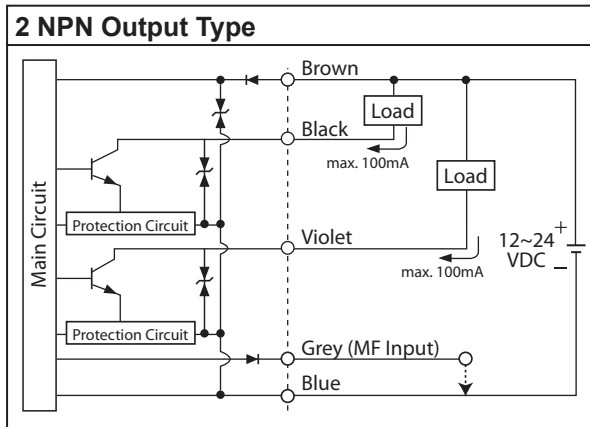 2 NPN Output Type
Main Circuit
Brown
Load
Black
max. 100mA
Load
Protection Circuit
Violet
max. 100mA
12~24
VDC
+
−
Protection Circuit
Grey (MF Input)
Blue